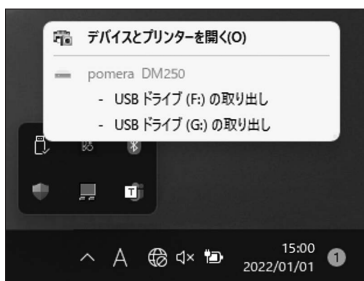 デバイスとプリンターを開く(O)
pomera DM250
- USB ドライブ (F:) の取り出し
- USB ドライブ (G:) の取り出し
T
A
15:00
2022/01/01
1